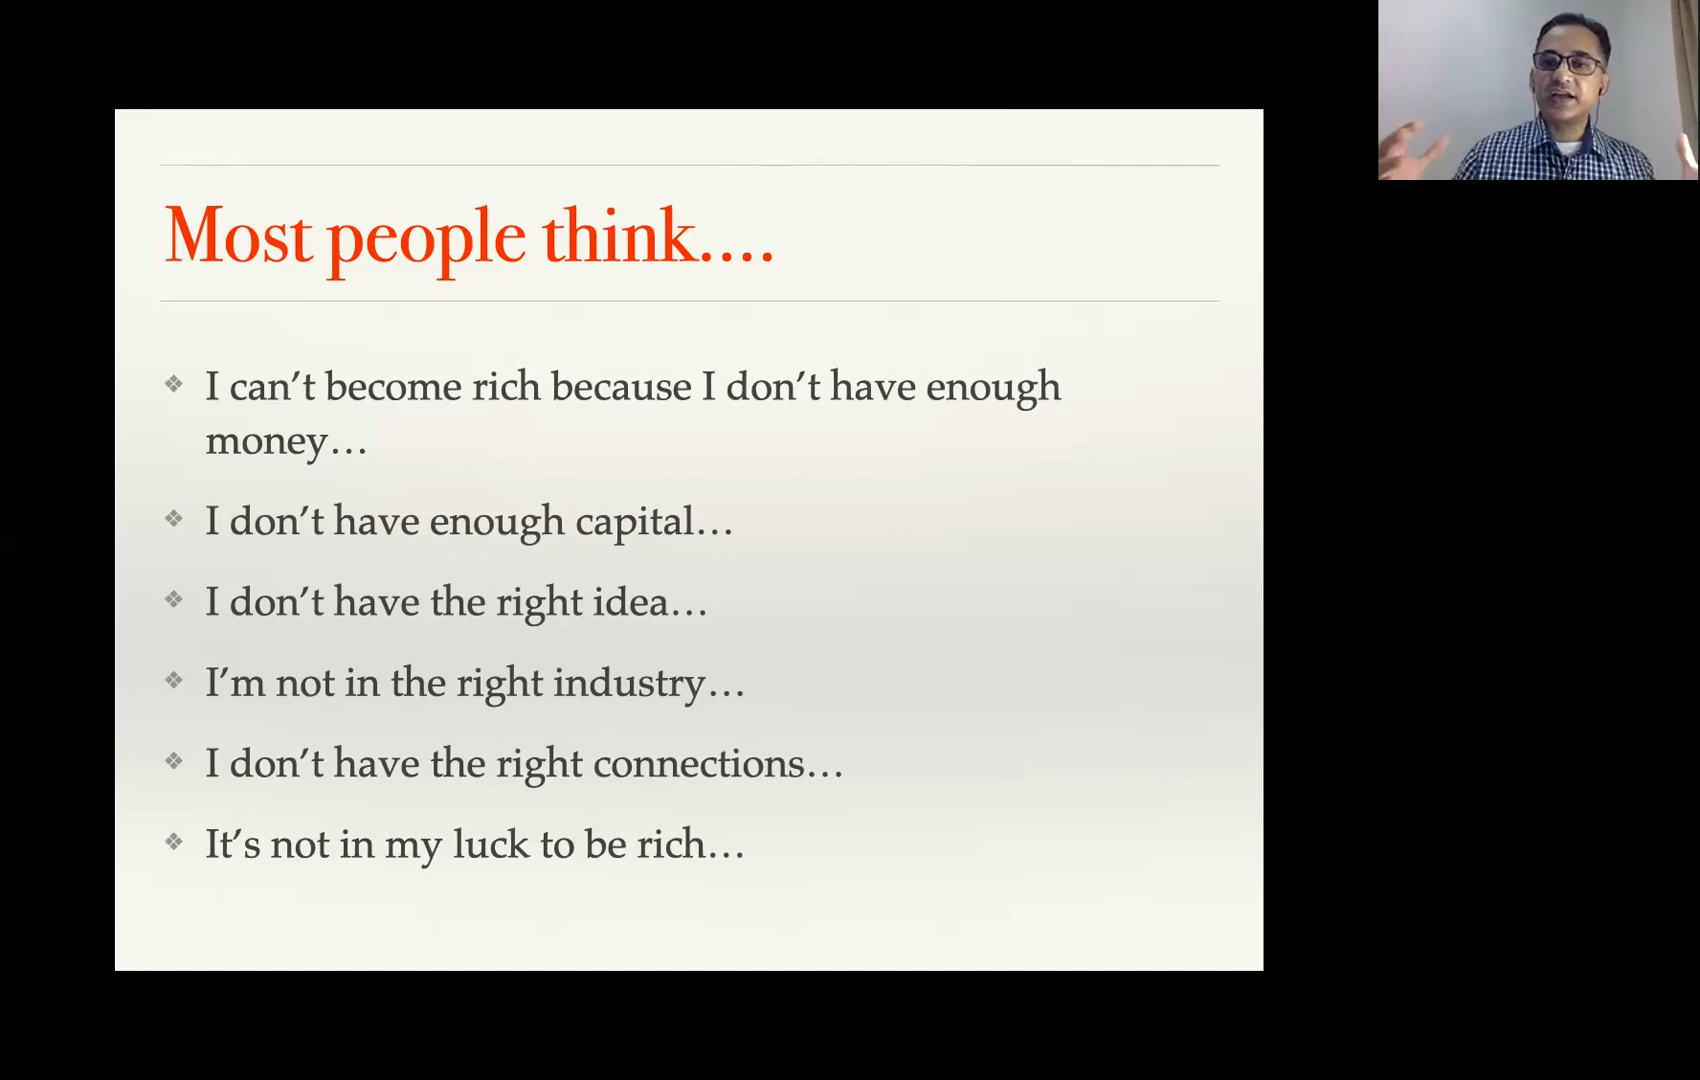 Most people think....
I can’t become rich because I don’t have enough
money…
I don’t have enough capital…
I don’t have the right idea…
I’m not in the right industry…
I don’t have the right connections…
It’s not in my luck to be rich…